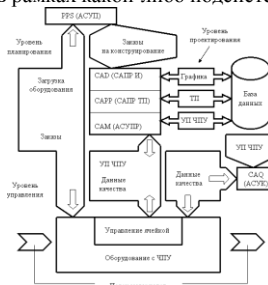 в рамках какой-либо подсисте
PPS (АСУП)
Уровень
планирования
Заказы
на конструирование
Уровень
проектирования
CAD (САПР И)
CAPP (САПР ТП)
CAM (АСУПР)
Графика
ТП
УП ЧПУ
База
данных
Загрузка
оборудования
Заказы
УП ЧПУ
Данные
качества
Данные
качества
УП ЧПУ
CAQ
(АСУК)
Уровень
управления
Управление ячейкой
Оборудование с ЧПУ